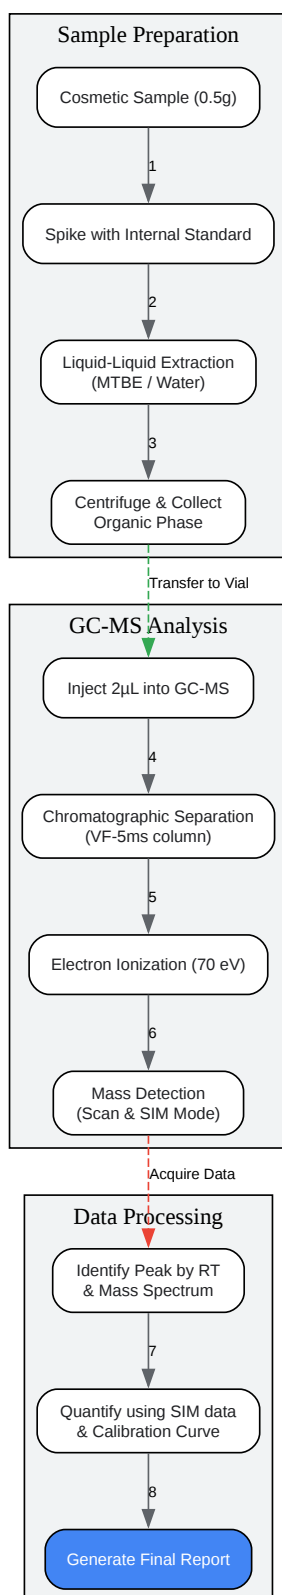 Sample Preparation
Cosmetic Sample (0.5g)
1
Spike with Internal Standard
2
Liquid-Liquid Extraction
(MTBE / Water)
3
Centrifuge & Collect
Organic Phase
Transfer to Vial
GC-MS Analysis
Inject 2µL into GC-MS
4
Chromatographic Separation
(VF-5ms column)
5
Electron Ionization (70 eV)
6
Mass Detection
(Scan & SIM Mode)
Acquire Data
Data Processing
Identify Peak by RT
& Mass Spectrum
7
Quantify using SIM data
& Calibration Curve
8
Generate Final Report